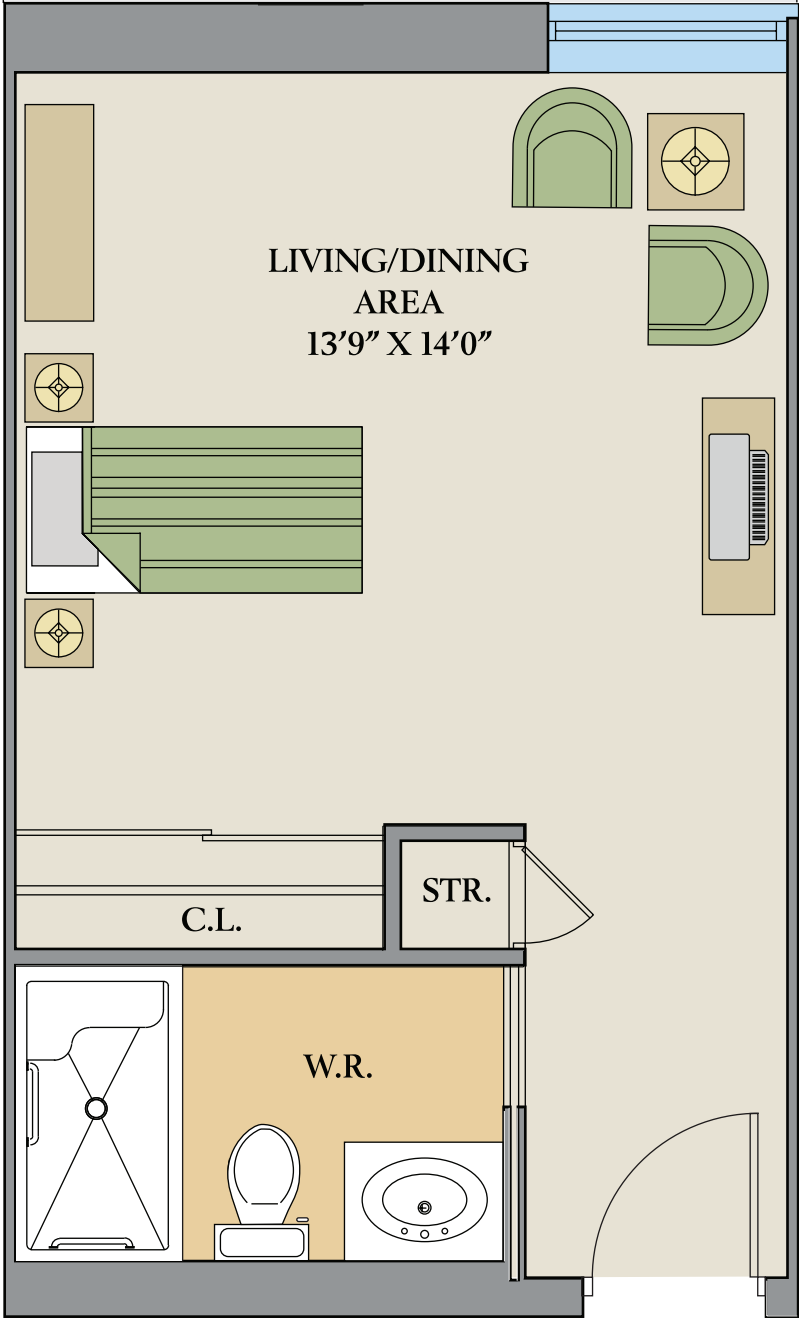 LIVING/DINING
AREA
13’9” X 14’0”
STR.
C.L.
W.R.